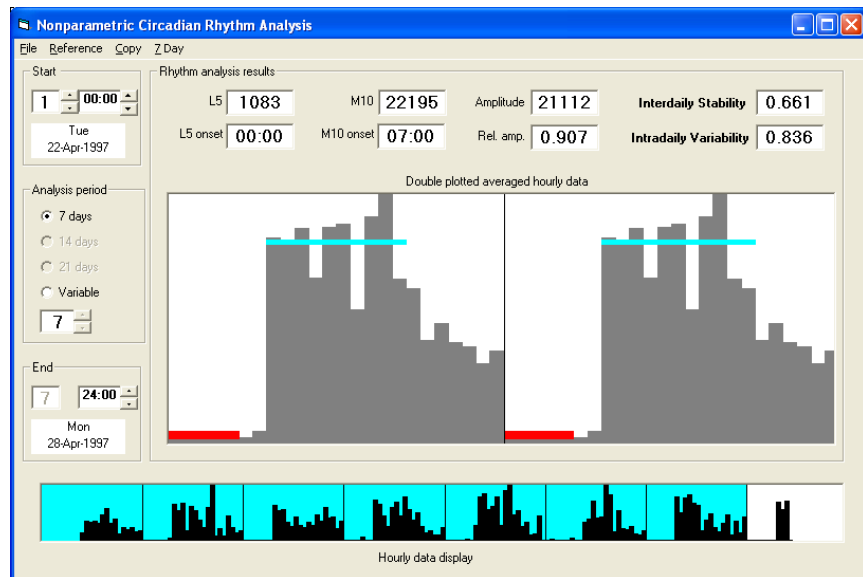 Nonparametric Circadian Rhythm Analysis
File Reference Copy Z Day
Start
1 00:00
Tue
22-Apr-1997
Analysis period
7 days
14 days
21 days
Variable
7
End
7 24:00
Mon
28-Apr-1997
Rhythm analysis results
L5 1083 M10 22195 Amplitude 21112 Interdaily Stability 0.661
L5 onset 00:00 M10 onset 07:00 Rel. amp. 0.907 Intradaily Variability 0.836
Double plotted averaged hourly data
Hourly data display